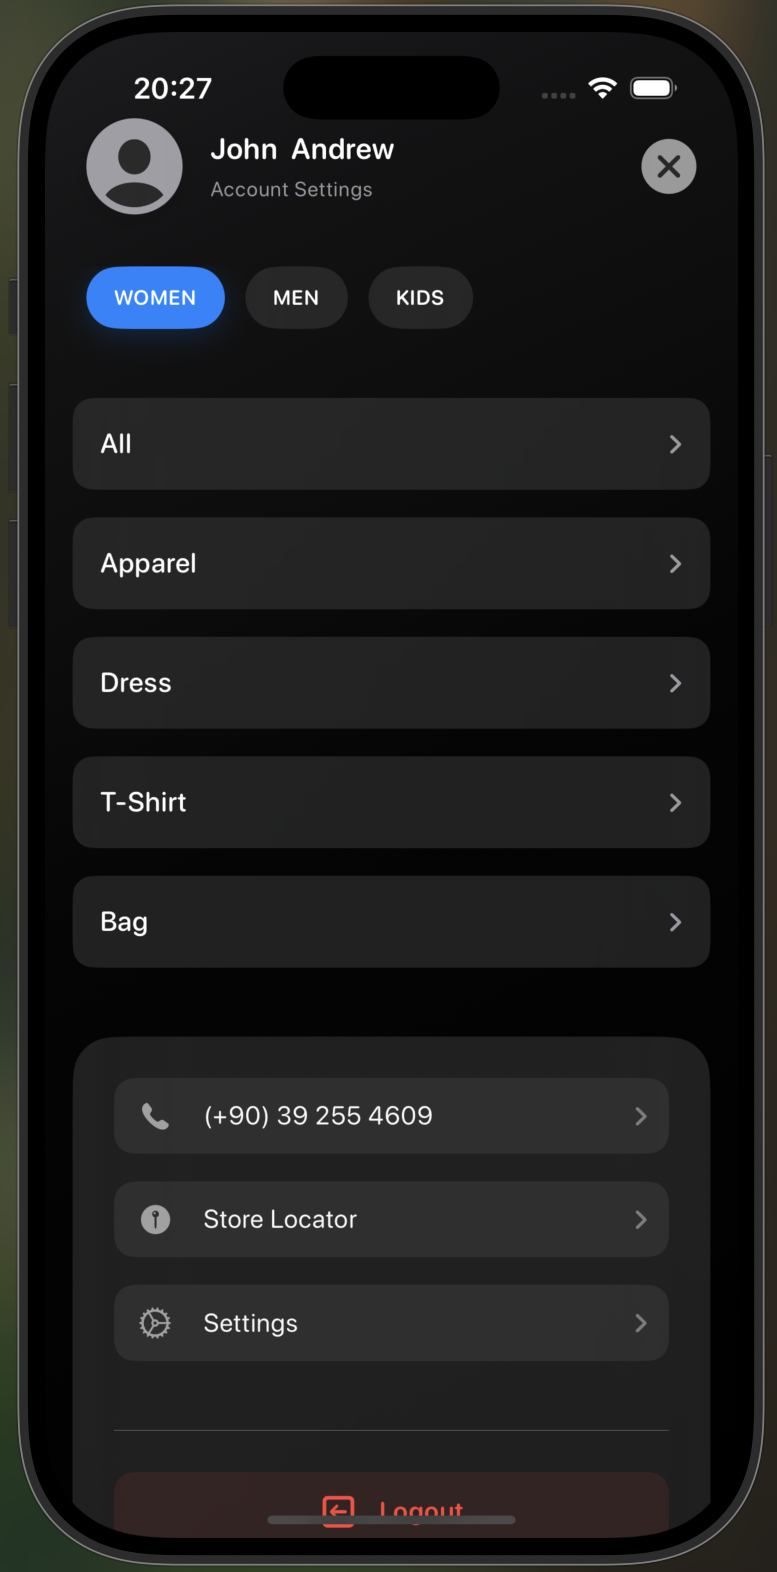 20:27
John Andrew
Account Settings
WOMEN MEN KIDS
All
Apparel
Dress
T-Shirt
Bag
(+90) 39 255 4609
Store Locator
Settings
Logout